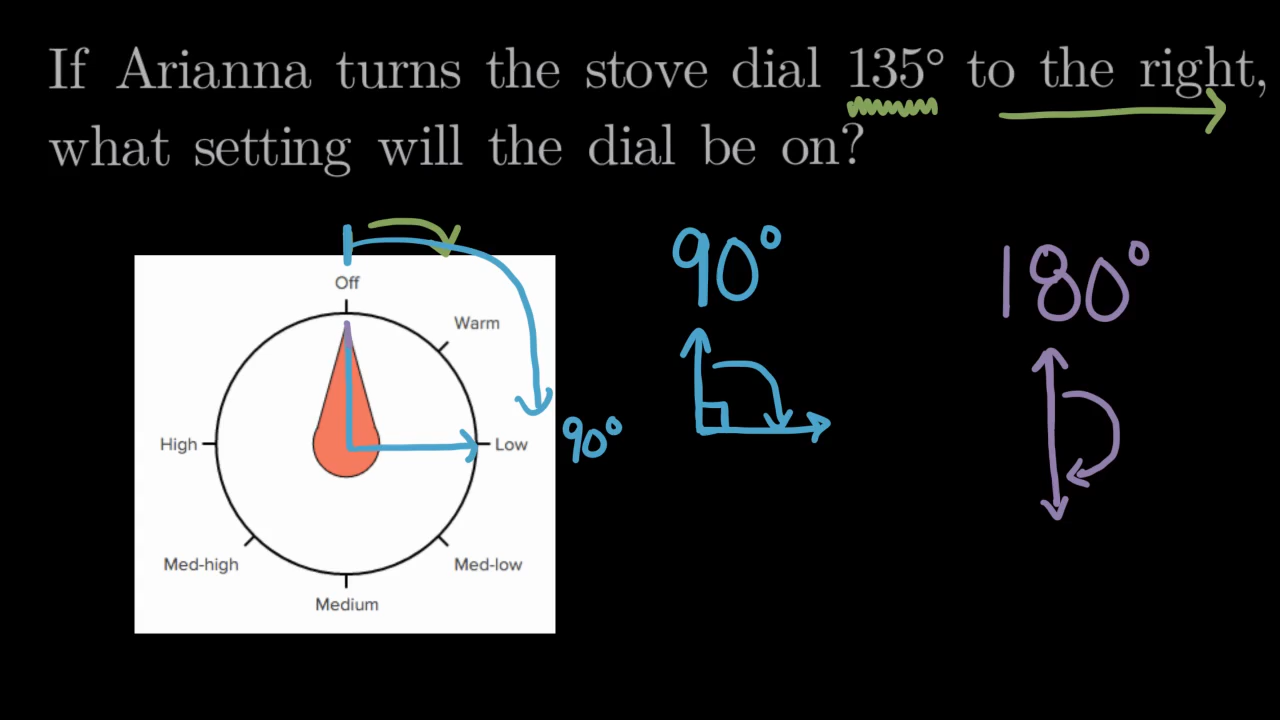 If Arianna turns the stove dial 135° to the right,
what setting will the dial be on?
90°
180°
Off
Warm
High
Low
90°
Med-high
Med-low
Medium